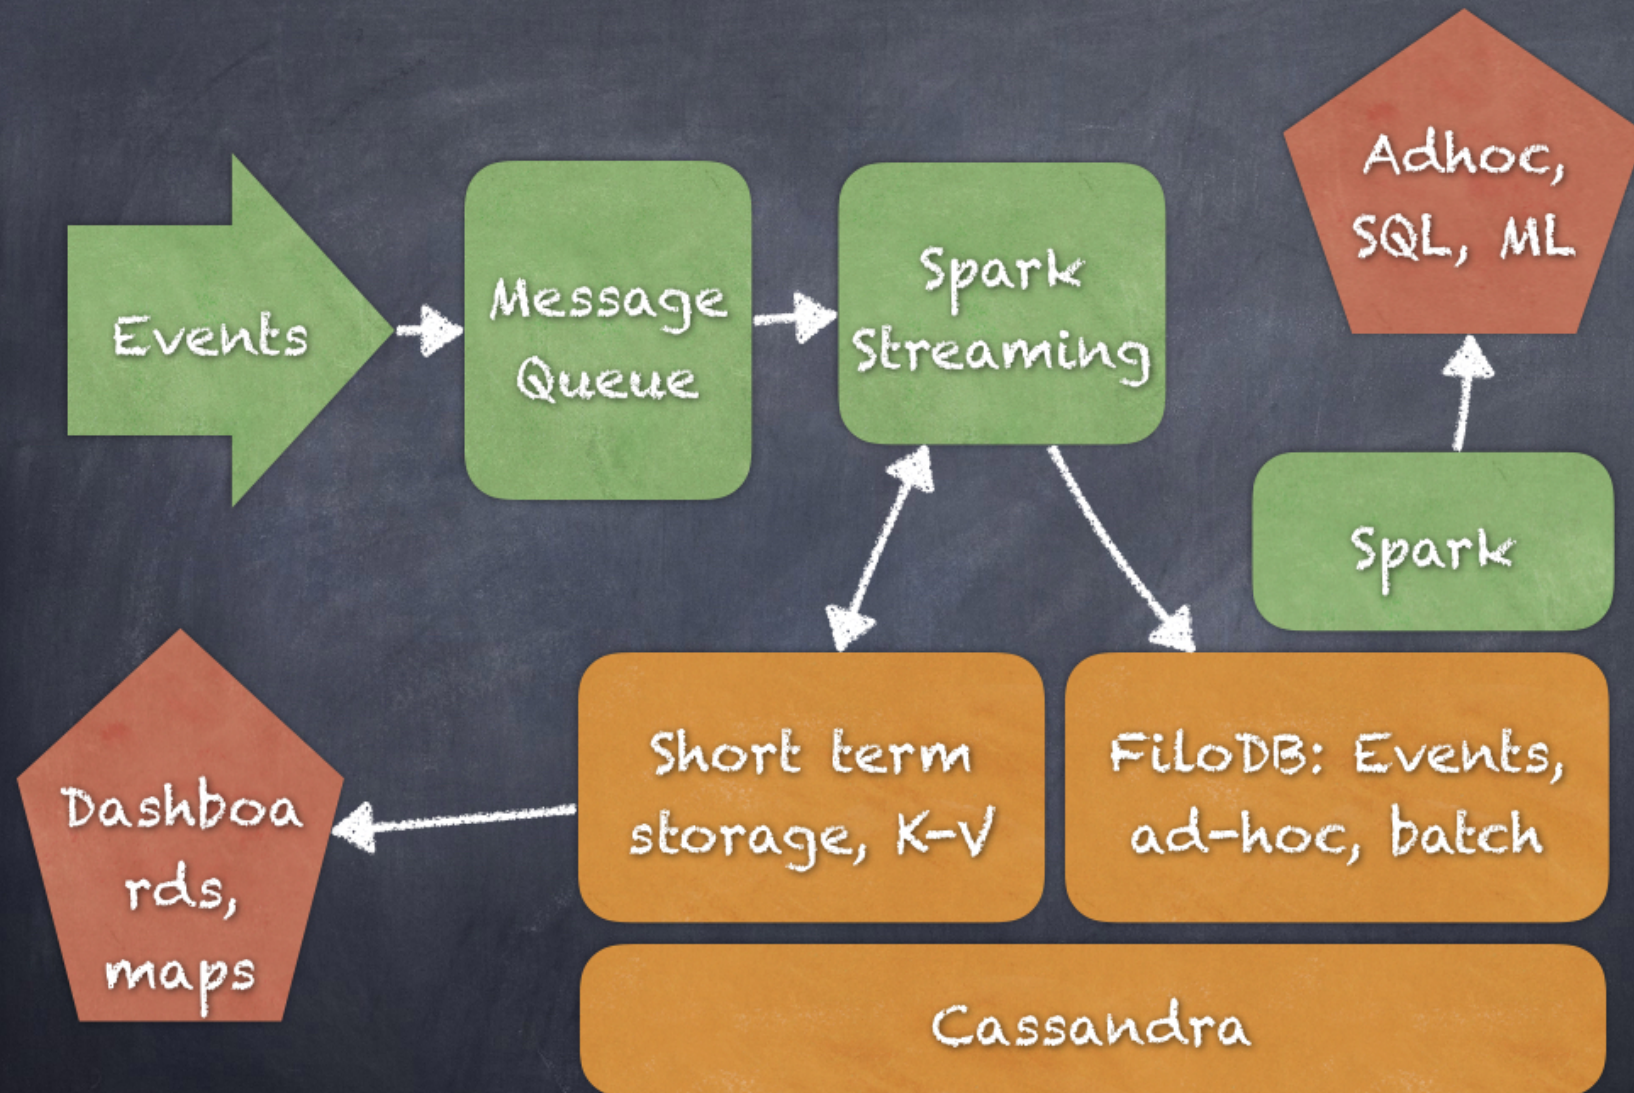 Adhoc,
SQL, ML
Events
Message
Queue
Spark
Streaming
Spark
Dashboa
rds,
maps
Short term
storage, K-V
FiloDB: Events,
ad-hoc, batch
Cassandra